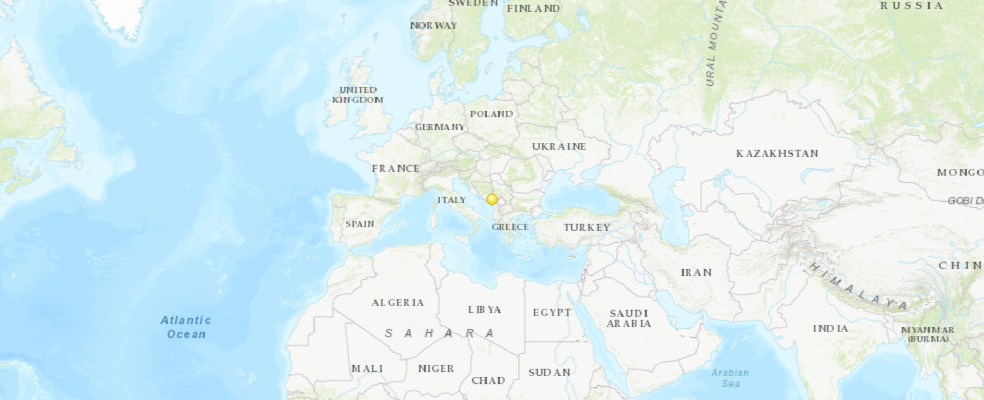 SWEDEN
FINLAND
RUSSIA
NORWAY
URAL MOUNTA
UNITED
KINGDOM
POLAND
GERMANY
UKRAINE
KAZAKHSTAN
FRANCE
MONGO
ITALY
GOBI D
SPAIN
GREECE
TURKEY
CHIN
IRAN
HIMALAYA
ALGERIA
LIBYA
EGYPT
SAUDI
ARABIA
Atlantic
Ocean
SAHARA
INDIA
MYANMAR
(BURMA)
MALI
NIGER
CHAD
SUDAN
Arabian
Sea